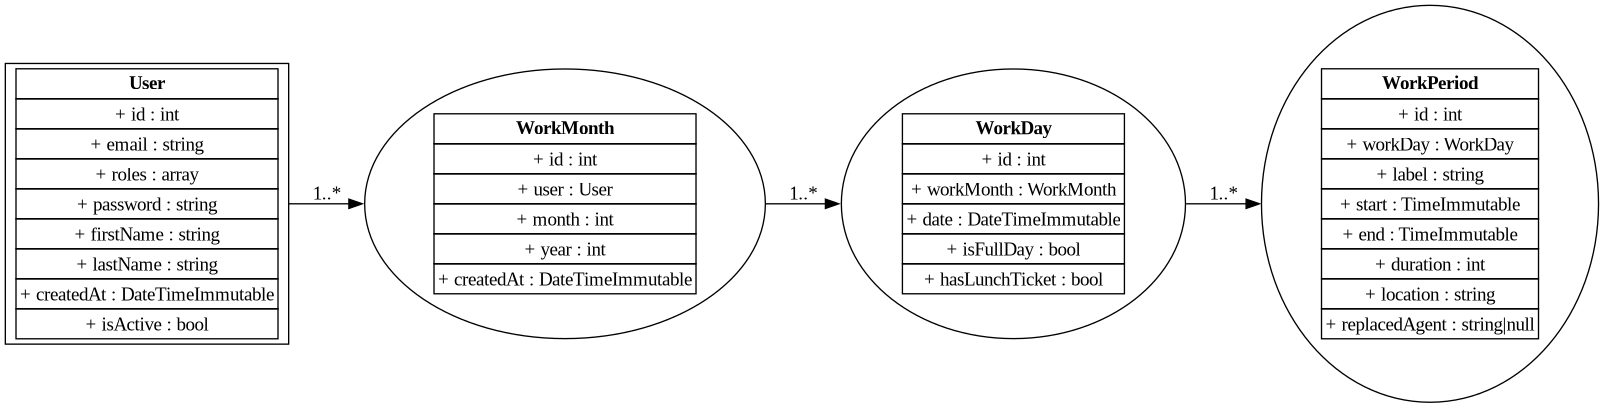 User
+ id : int
+ email : string
+ roles : array
+ password : string
+ firstName : string
+ lastName : string
+ createdAt : DateTimeImmutable
+ isActive : bool
1..*
WorkMonth
+ id : int
+ user : User
+ month : int
+ year : int
+ createdAt : DateTimeImmutable
1..*
WorkDay
+ id : int
+ workMonth : WorkMonth
+ date : DateTimeImmutable
+ isFullDay : bool
+ hasLunchTicket : bool
1..*
WorkPeriod
+ id : int
+ workDay : WorkDay
+ label : string
+ start : TimeImmutable
+ end : TimeImmutable
+ duration : int
+ location : string
+ replacedAgent : string|null